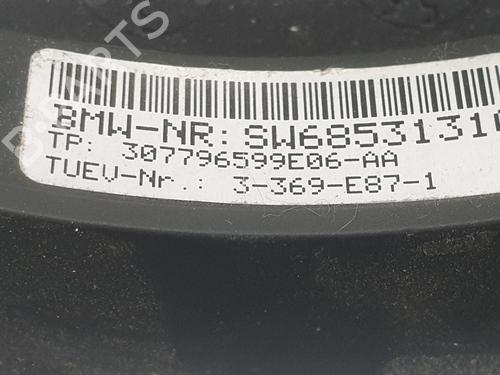 BMW-NR: SW6853131
TP: 307796599E06-AA
TUEV-Nr.: 3-369-E87-1